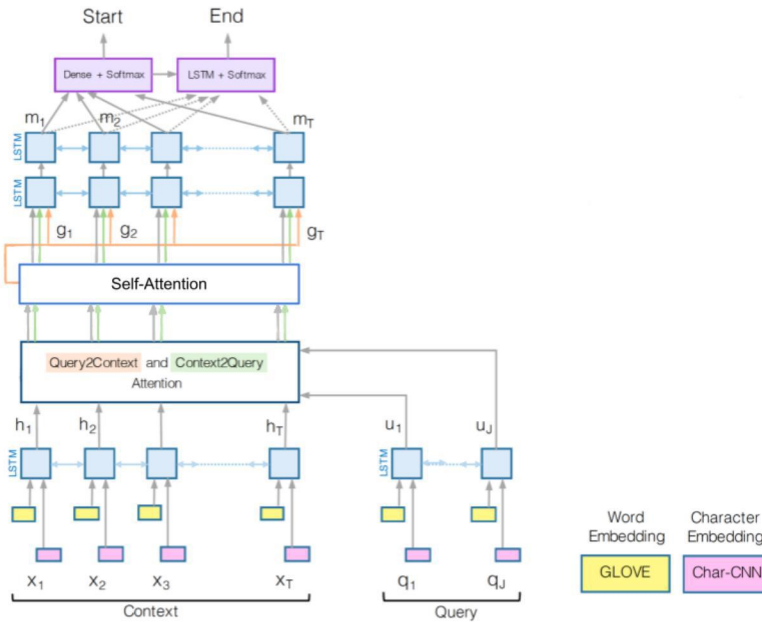 Start End
Dense + Softmax LSTM + Softmax
m1 m2 mT
LSTM
LSTM
g1 g2 gT
Self-Attention
Query2Context and Context2Query
Attention
h1 h2 hT u1 uJ
LSTM LSTM
Word Embedding Character Embedding
GLOVE Char-CNN
x1 x2 x3 xT q1 qJ
Context Query